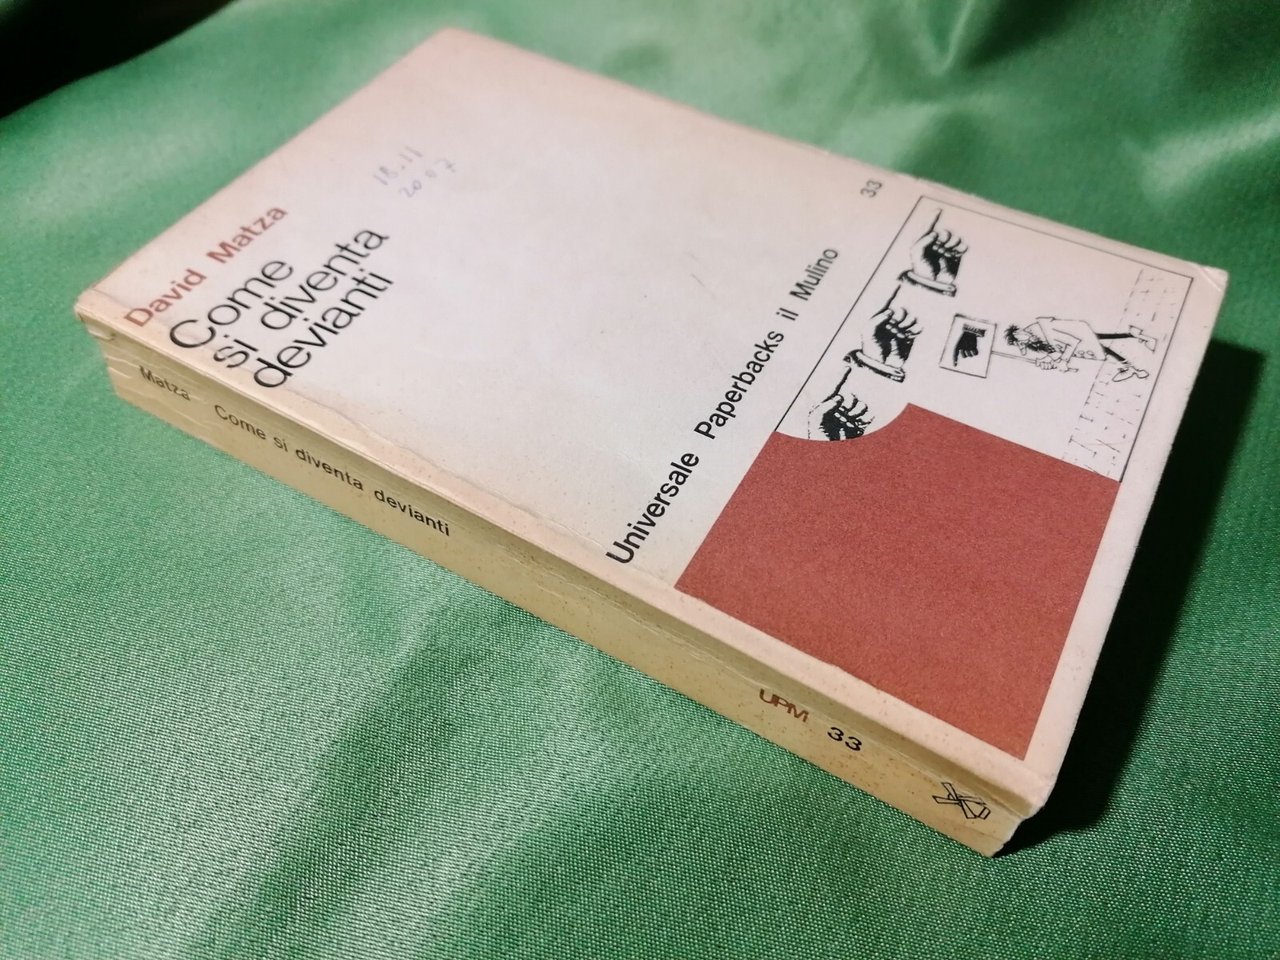 David Matza
Come
si diventa
devianti
18.11
2007
Universale Paperbacks il Mulino
33
Matza Come si diventa devianti
UPM 33